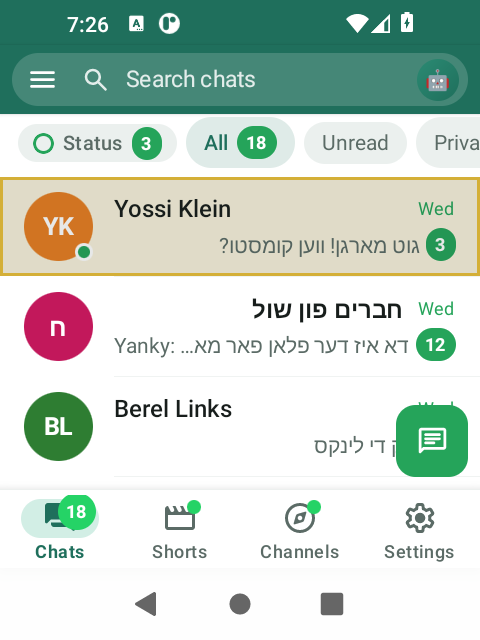 7:26
Search chats
Status 3
All 18
Unread
Priva
YK
Yossi Klein
Wed
גוט מארגן! ווען קומסטו?
3
ח
חברים פון שול
Wed
Yanky: דא איז דער פלאן פאר מא...
12
BL
Berel Links
ק די לינקס
18
Chats
Shorts
Channels
Settings